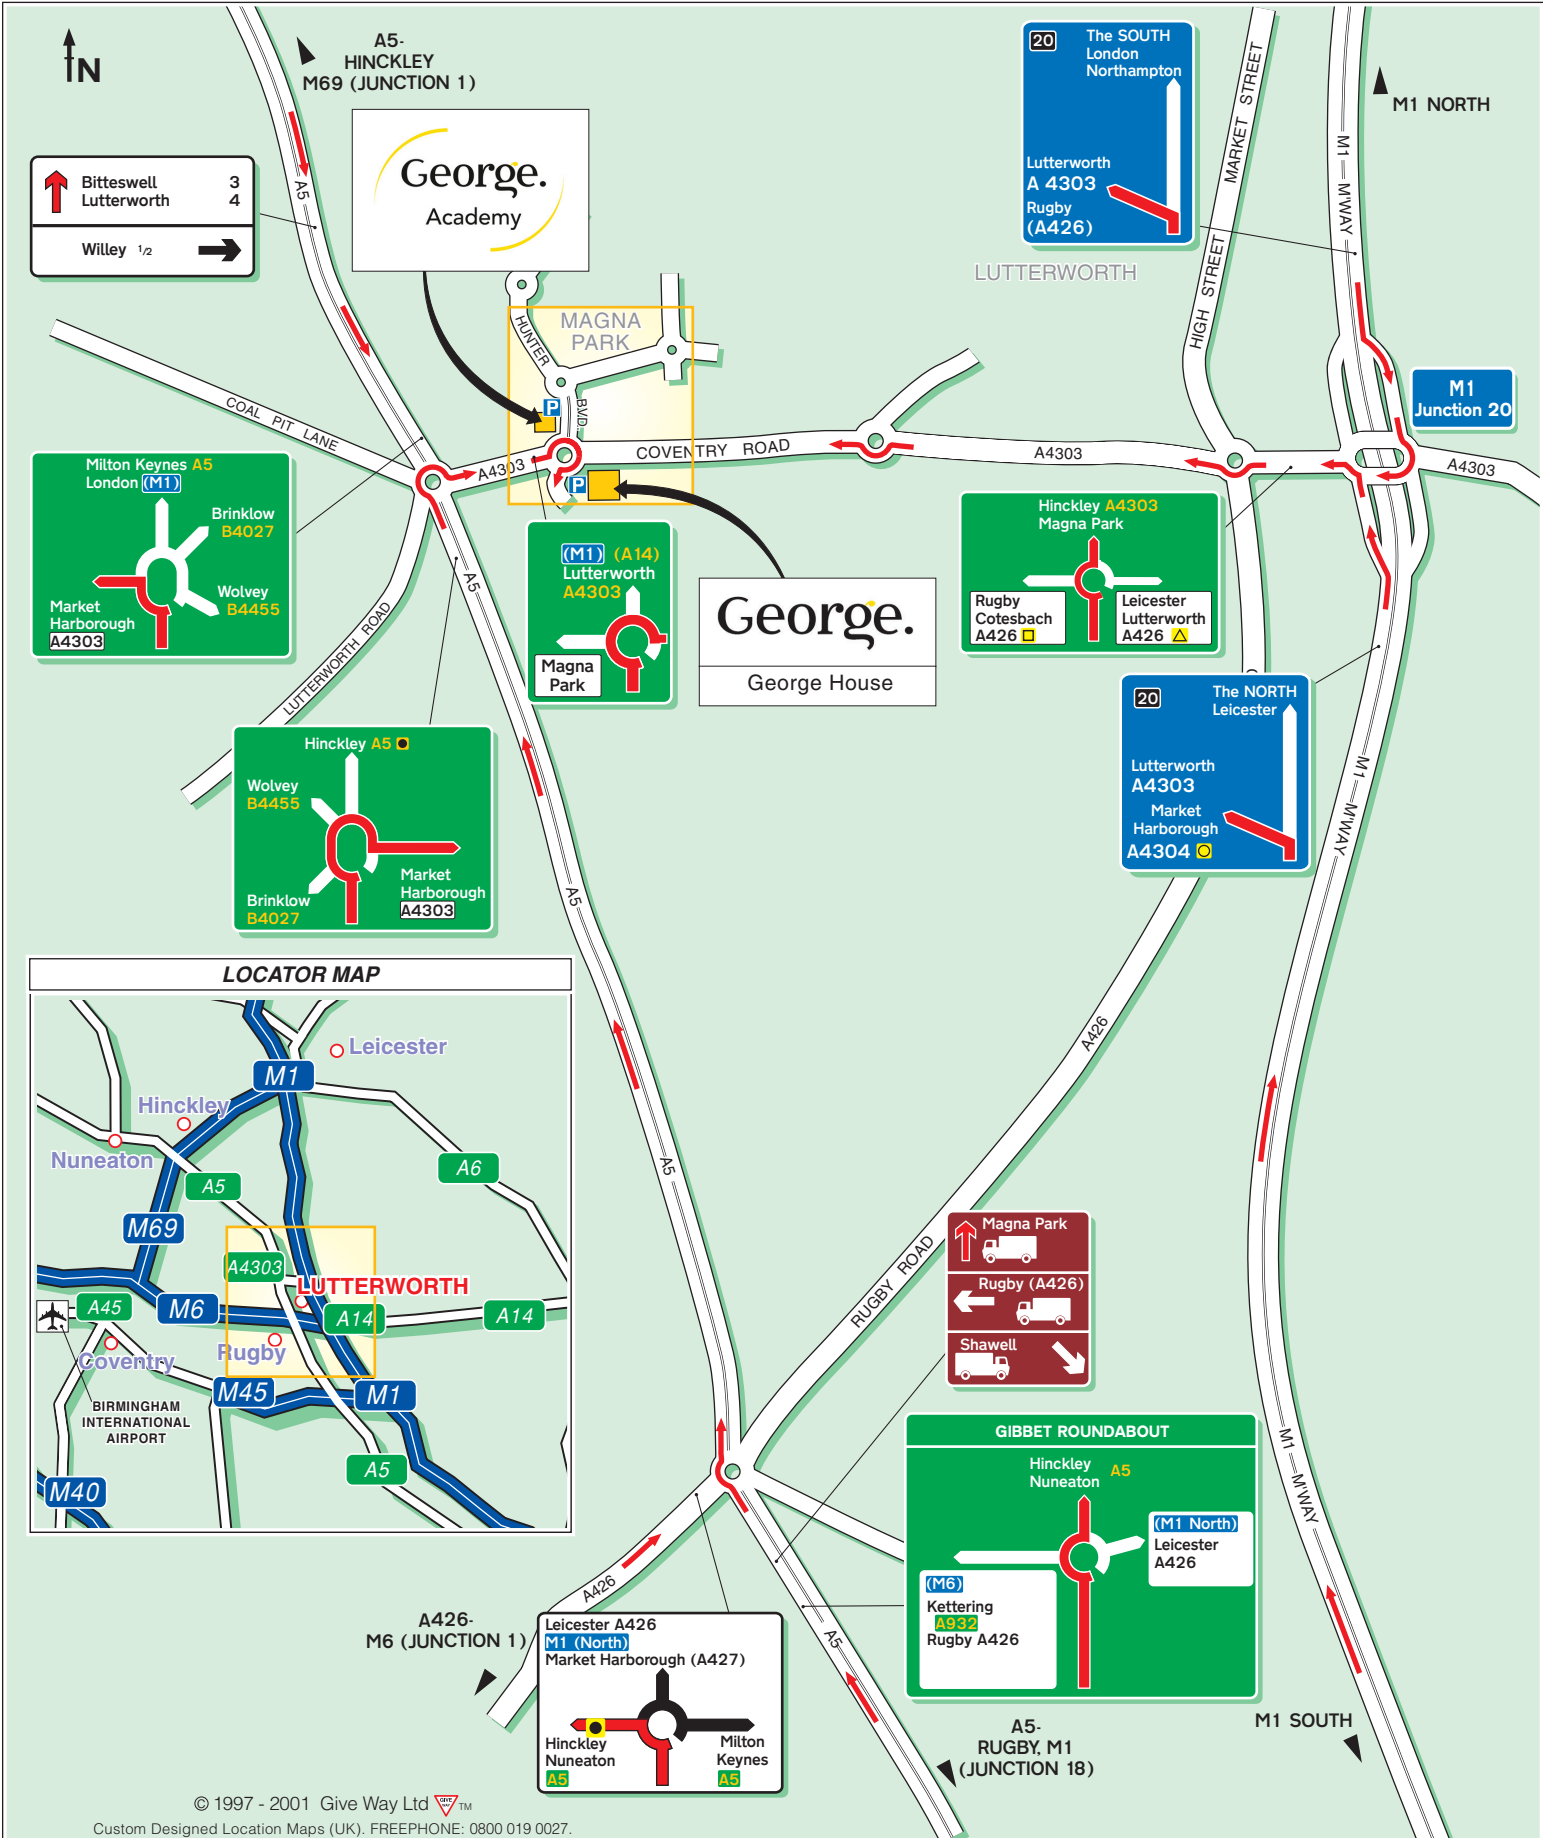 N
A5-
HINCKLEY
M69 (JUNCTION 1)
20
The SOUTH
London
Northampton
Lutterworth
A 4303
Rugby
(A426)
M1 NORTH
MARKET STREET
HIGH STREET
LUTTERWORTH
M1
M'WAY
Bitteswell 3
Lutterworth 4
Willey 1/2
A5
George.
Academy
MAGNA
PARK
HUNTER
BVD.
P
P
COAL PIT LANE
A4303
COVENTRY ROAD
A4303
A4303
M1
Junction 20
Milton Keynes A5
London (M1)
Brinklow
B4027
Wolvey
B4455
Market
Harborough
A4303
LUTTERWORTH ROAD
A5
(M1) (A14)
Lutterworth
A4303
Magna
Park
George.
George House
Hinckley A4303
Magna Park
Rugby
Cotesbach
A426
Leicester
Lutterworth
A426
20
The NORTH
Leicester
Lutterworth
A4303
Market
Harborough
A4304
Hinckley A5
Wolvey
B4455
Brinklow
B4027
Market
Harborough
A4303
M1
M'WAY
A5
A426
A5
RUGBY ROAD
LOCATOR MAP
Leicester
M1
Hinckley
Nuneaton
A5
A6
M69
A4303
LUTTERWORTH
A45
M6
A14
A14
Coventry
Rugby
M45
M1
BIRMINGHAM
INTERNATIONAL
AIRPORT
A5
M40
Magna Park
Rugby (A426)
Shawell
GIBBET ROUNDABOUT
Hinckley
Nuneaton
A5
(M1 North)
Leicester
A426
(M6)
Kettering
A932
Rugby A426
M1
M'WAY
A426
A426-
M6 (JUNCTION 1)
Leicester A426
M1 (North)
Market Harborough (A427)
Hinckley
Nuneaton
A5
Milton
Keynes
A5
A5
A5-
RUGBY, M1
(JUNCTION 18)
M1 SOUTH
© 1997 - 2001 Give Way Ltd GIVE WAY TM
Custom Designed Location Maps (UK). FREEPHONE: 0800 019 0027.